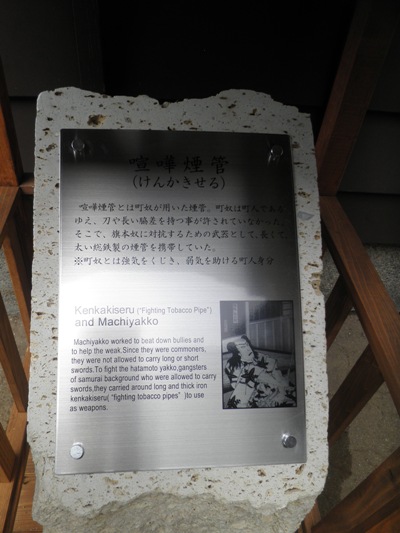 喧嘩煙管
(けんかきせる)
喧嘩煙管とは町奴が用いた煙管。町奴は町人である
ゆえ、刀や長い脇差を持つ事が許されていなかった。
そこで、旗本奴に対抗するための武器として、長くて
太い総鉄製の煙管を携帯していた。
※町奴とは強気をくじき、弱気を助ける町人身分
Kenkakiseru ("Fighting Tobacco Pipe")
and Machiyakko
Machiyakko worked to beat down bullies and
to help the weak.Since they were commoners,
they were not allowed to carry long or short
swords.To fight the hatamoto yakko,gangsters
of samurai background who were allowed to carry
swords,they carried around long and thick iron
kenkakiseru( "fighting tobacco pipes" )to use
as weapons.